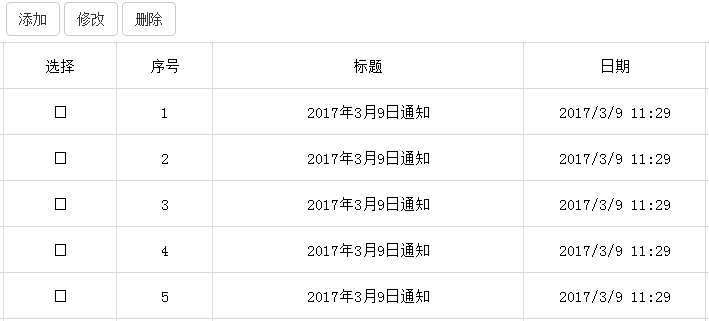 添加 修改 删除
选择 序号 标题 日期
1 2017年3月9日通知 2017/3/9 11:29
2 2017年3月9日通知 2017/3/9 11:29
3 2017年3月9日通知 2017/3/9 11:29
4 2017年3月9日通知 2017/3/9 11:29
5 2017年3月9日通知 2017/3/9 11:29